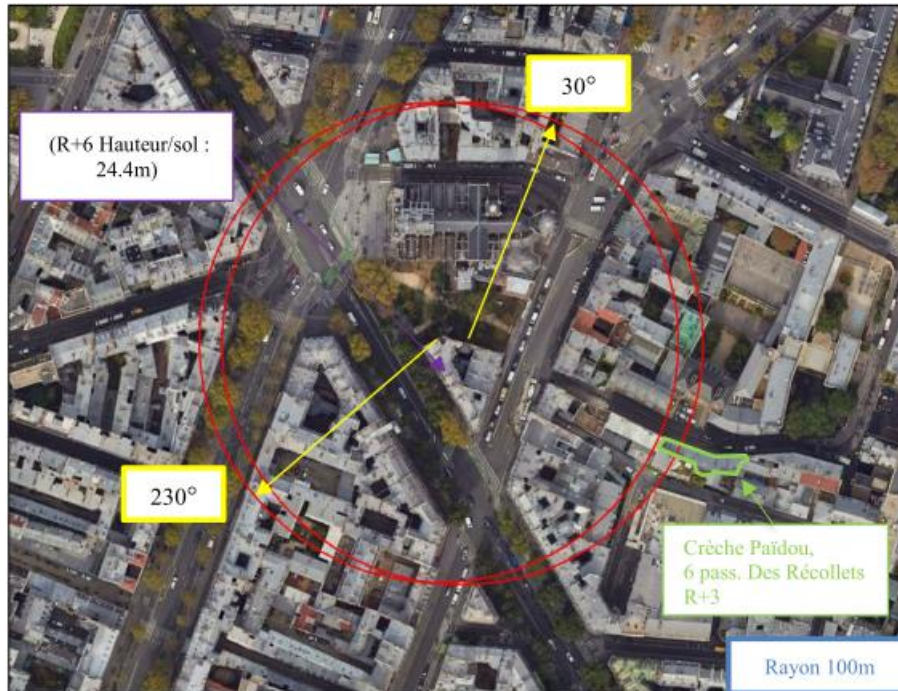 30°
(R+6 Hauteur/sol :
24.4m)
230°
Crèche Païdou,
6 pass. Des Récollets
R+3
Rayon 100m